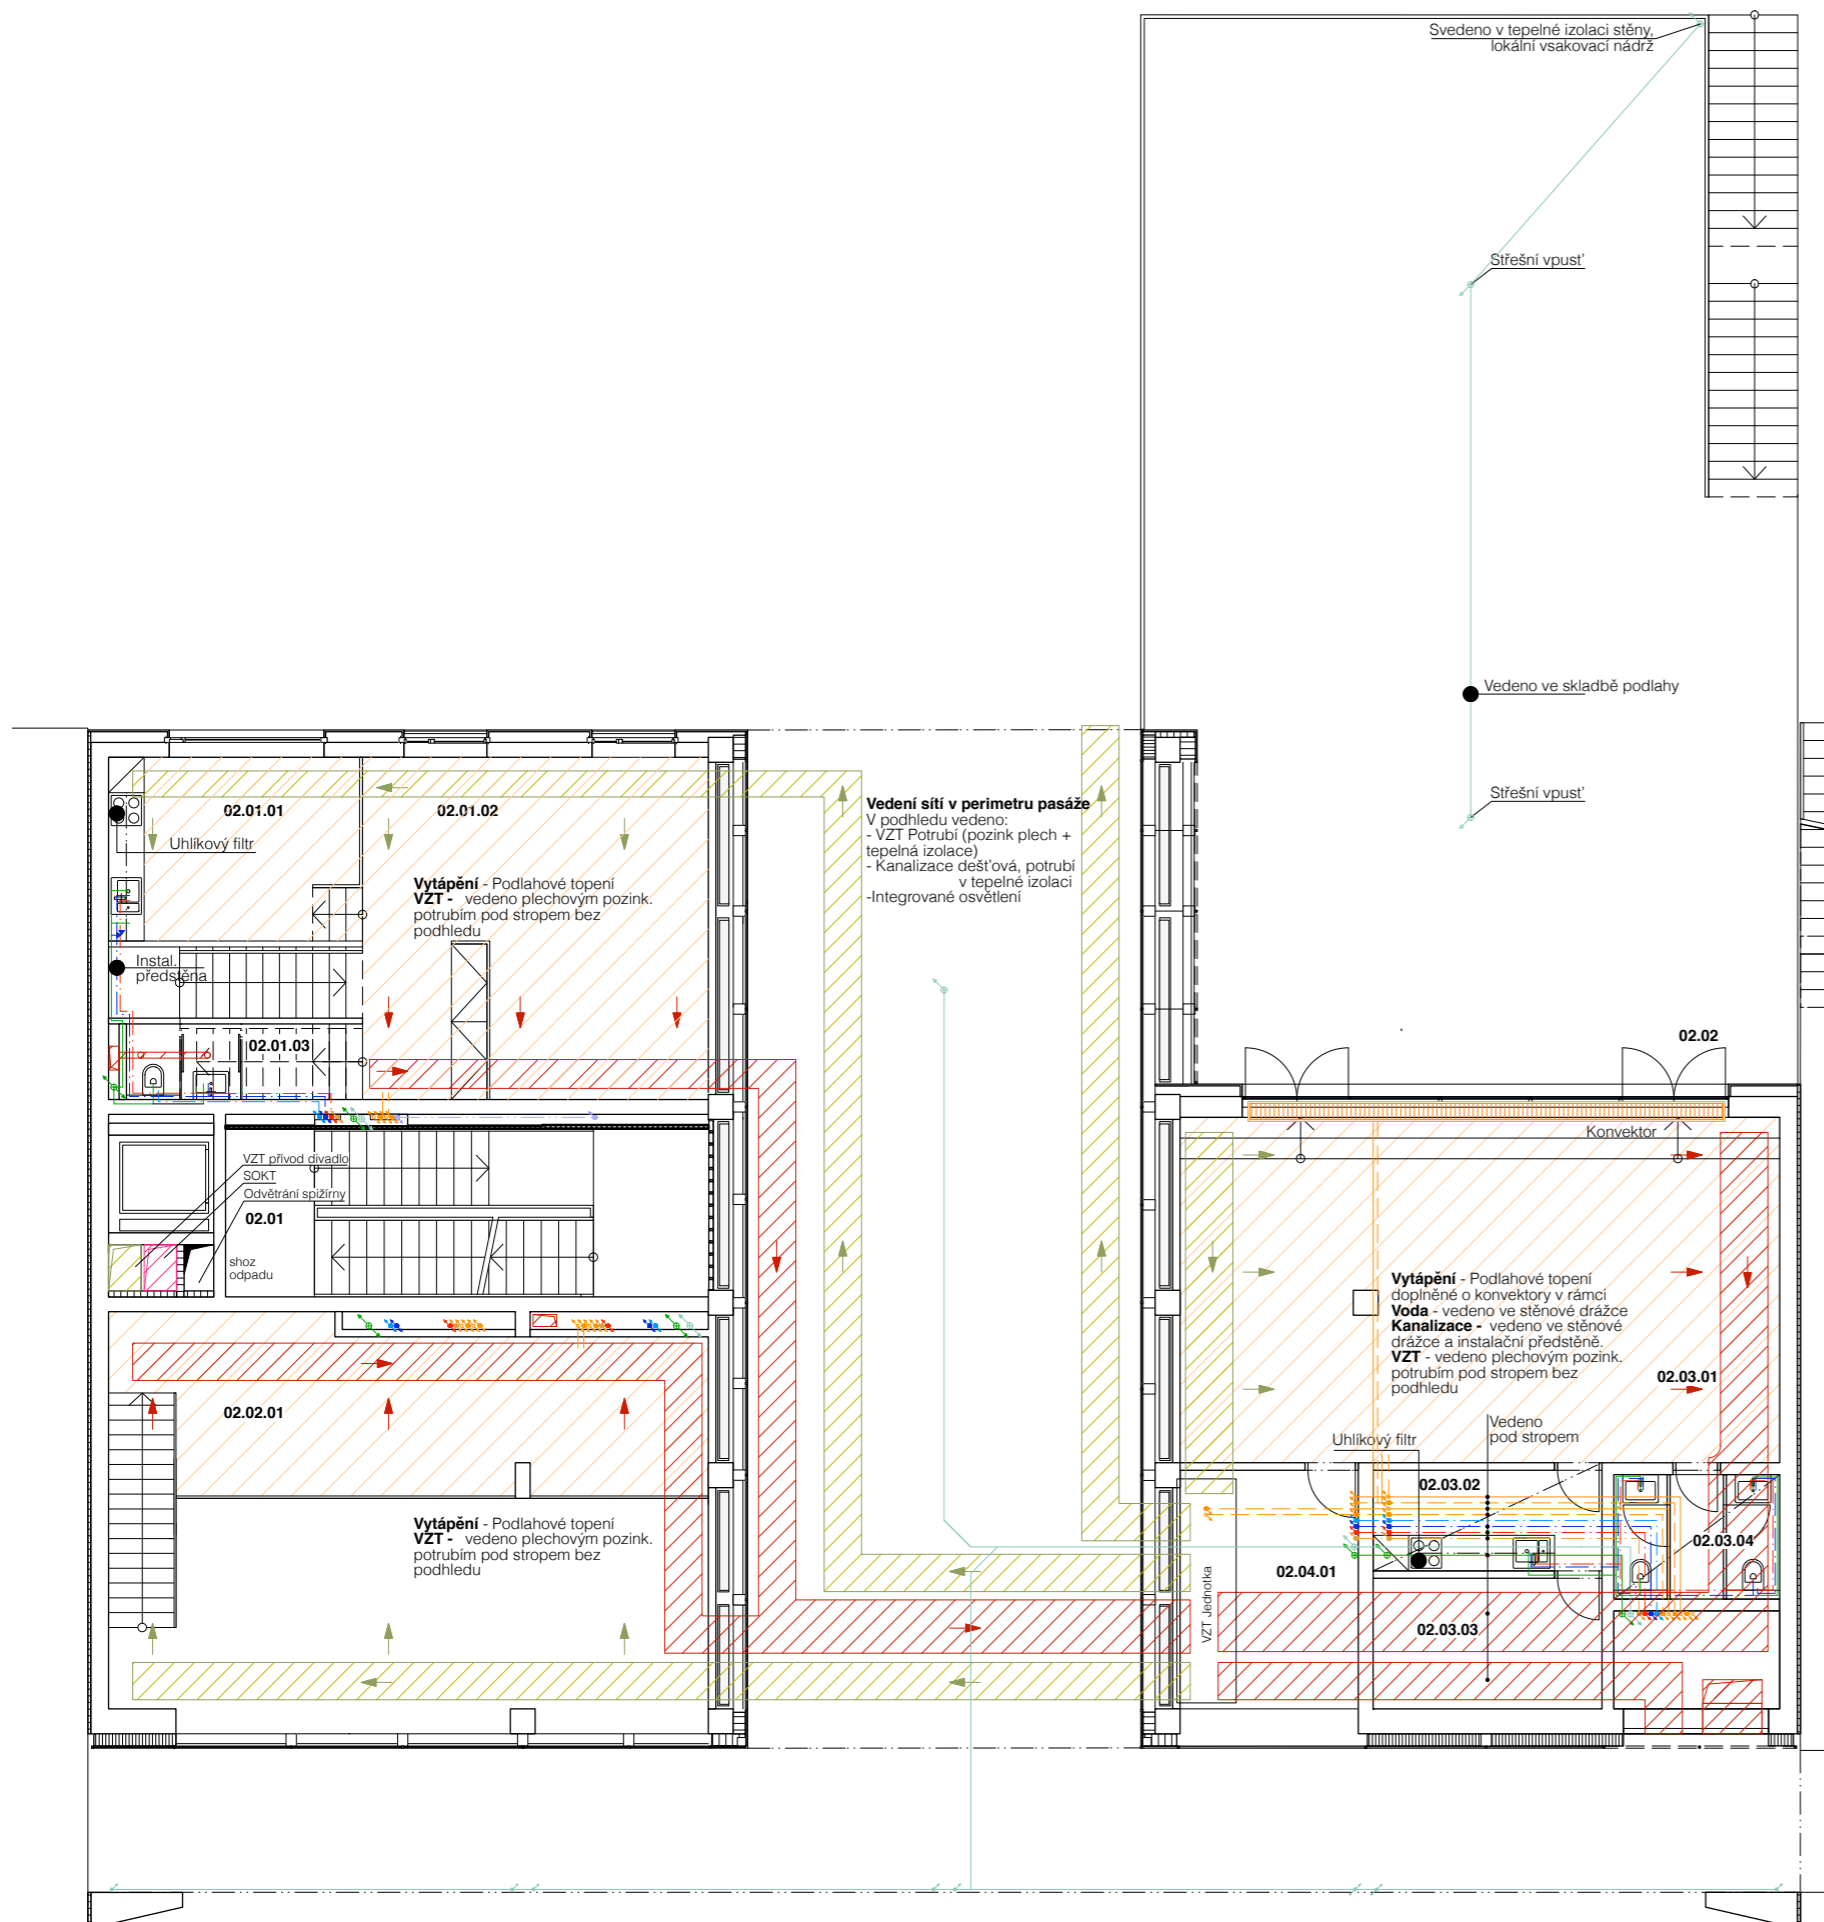 Svedeno v tepelné izolaci stěny,
lokální vsakovací nádrž
Střešní vpusť
Vedeno ve skladbě podlahy
Střešní vpusť
02.01.01
02.01.02
Uhlíkový filtr
Vytápění - Podlahové topení
VZT - vedeno plechovým pozink.
potrubím pod stropem bez
podhledu
Vedení sítí v perimetru pasáže
V podhledu vedeno:
- VZT Potrubí (pozink plech +
tepelná izolace)
- Kanalizace dešťová, potrubí
v tepelné izolaci
-Integrované osvětlení
Instal.
předstěna
02.01.03
02.02
Konvektor
VZT přívod divadlo
SOKT
Odvětrání spižírny
02.01
shoz
odpadu
Vytápění - Podlahové topení
doplněné o konvektory v rámci
Voda - vedeno ve stěnové drážce
Kanalizace - vedeno ve stěnové
drážce a instalační předstěně.
VZT - vedeno plechovým pozink.
potrubím pod stropem bez
podhledu
02.03.01
02.02.01
Vedeno
pod stropem
Uhlíkový filtr
02.03.02
Vytápění - Podlahové topení
VZT - vedeno plechovým pozink.
potrubím pod stropem bez
podhledu
02.03.04
02.04.01
VZT Jednotka
02.03.03